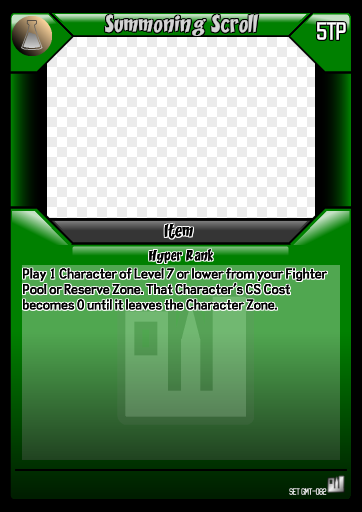 Summoning Scroll
5TP
Item
Hyper Rank
Play 1 Character of Level 7 or lower from your Fighter
Pool or Reserve Zone. That Character's CS Cost
becomes 0 until it leaves the Character Zone.
SET GMT-082